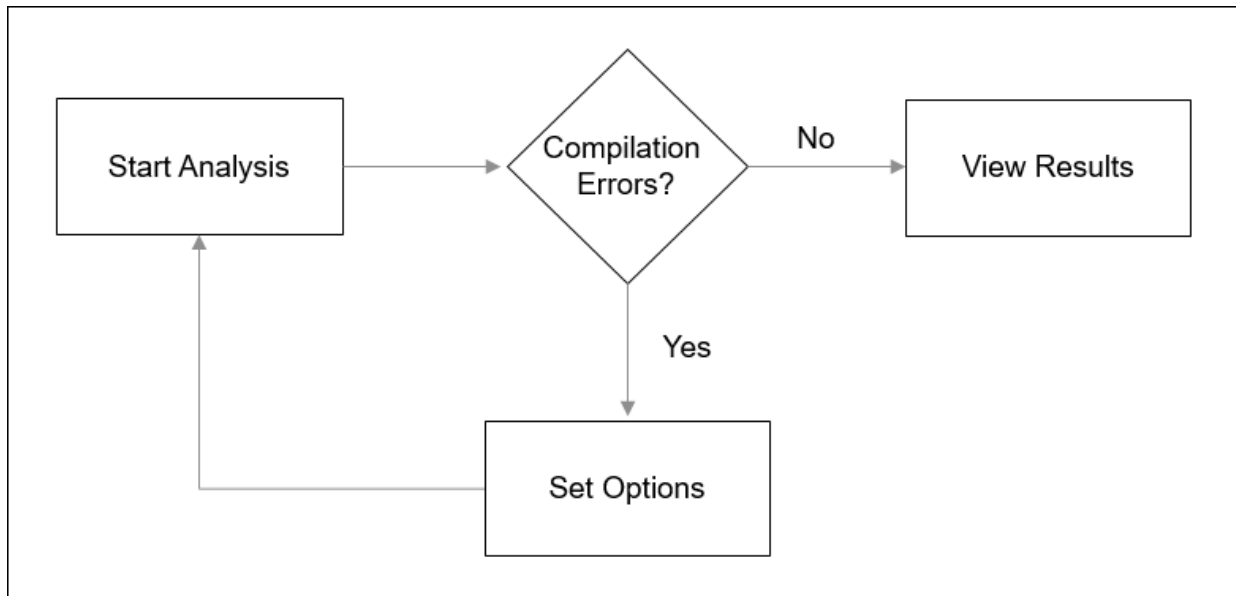 Start Analysis
Compilation
Errors?
No
View Results
Yes
Set Options